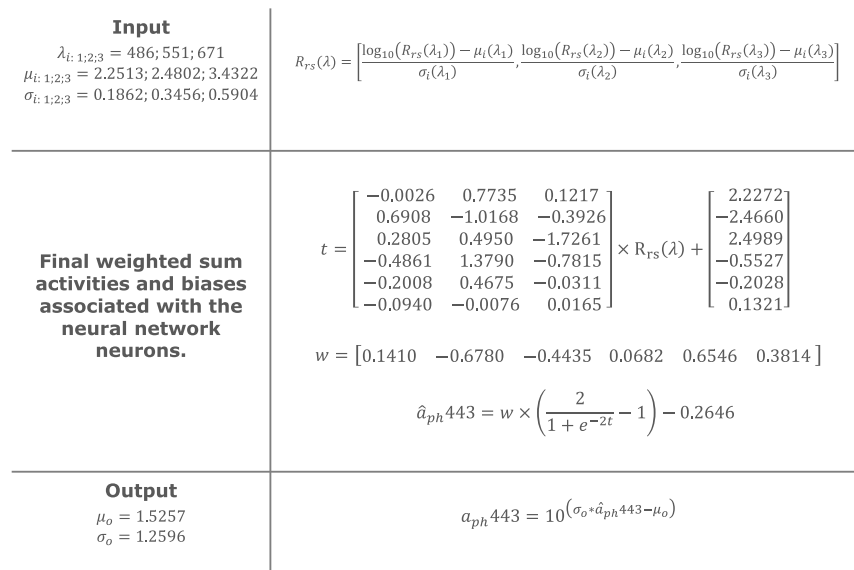 Input
λi: 1;2;3 = 486; 551; 671
μi: 1;2;3 = 2.2513; 2.4802; 3.4322
σi: 1;2;3 = 0.1862; 0.3456; 0.5904
Rrs(λ) = [(log10(Rrs(λ1)) − μi(λ1))/σi(λ1), (log10(Rrs(λ2)) − μi(λ2))/σi(λ2), (log10(Rrs(λ3)) − μi(λ3))/σi(λ3)]
Final weighted sum
activities and biases
associated with the
neural network
neurons.
t = [−0.0026 0.7735 0.1217
0.6908 −1.0168 −0.3926
0.2805 0.4950 −1.7261
−0.4861 1.3790 −0.7815
−0.2008 0.4675 −0.0311
−0.0940 −0.0076 0.0165] × Rrs(λ) + [2.2272
−2.4660
2.4989
−0.5527
−0.2028
0.1321]
w = [0.1410 −0.6780 −0.4435 0.0682 0.6546 0.3814 ]
âph443 = w × (2/(1 + e^−2t) − 1) − 0.2646
Output
μo = 1.5257
σo = 1.2596
aph443 = 10^(σo∗âph443−μo)